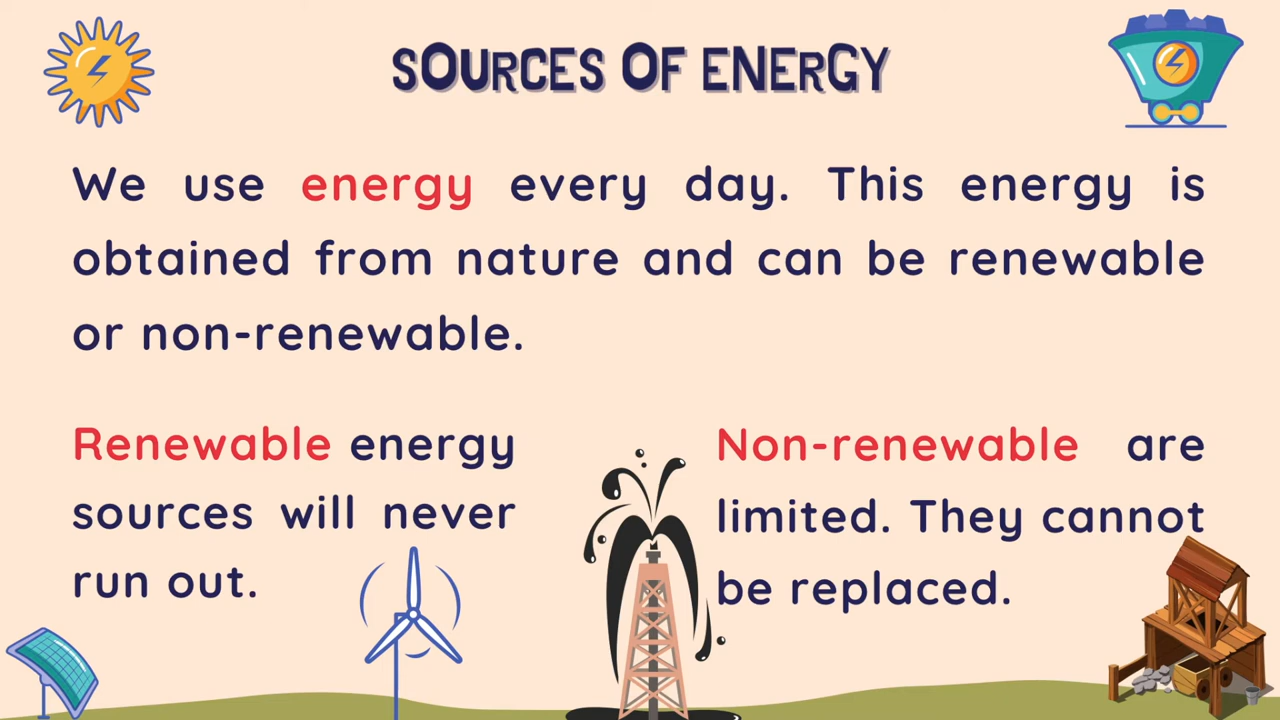 SOURCES OF ENERGY
We use energy every day. This energy is
obtained from nature and can be renewable
or non-renewable.
Renewable energy
sources will never
run out.
Non-renewable are
limited. They cannot
be replaced.